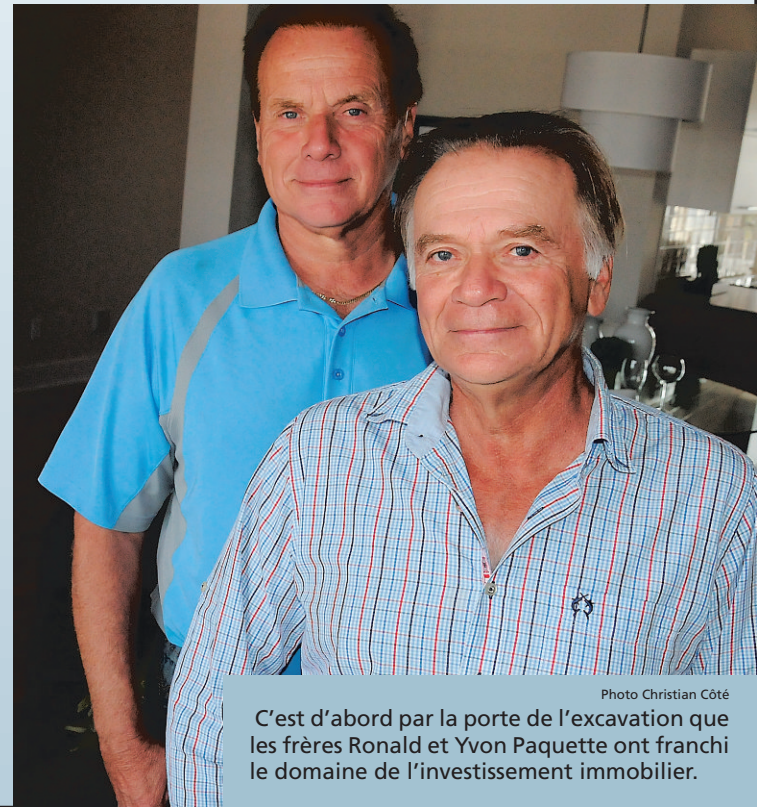 Photo Christian Côté
C’est d’abord par la porte de l’excavation que
les frères Ronald et Yvon Paquette ont franchi
le domaine de l’investissement immobilier.